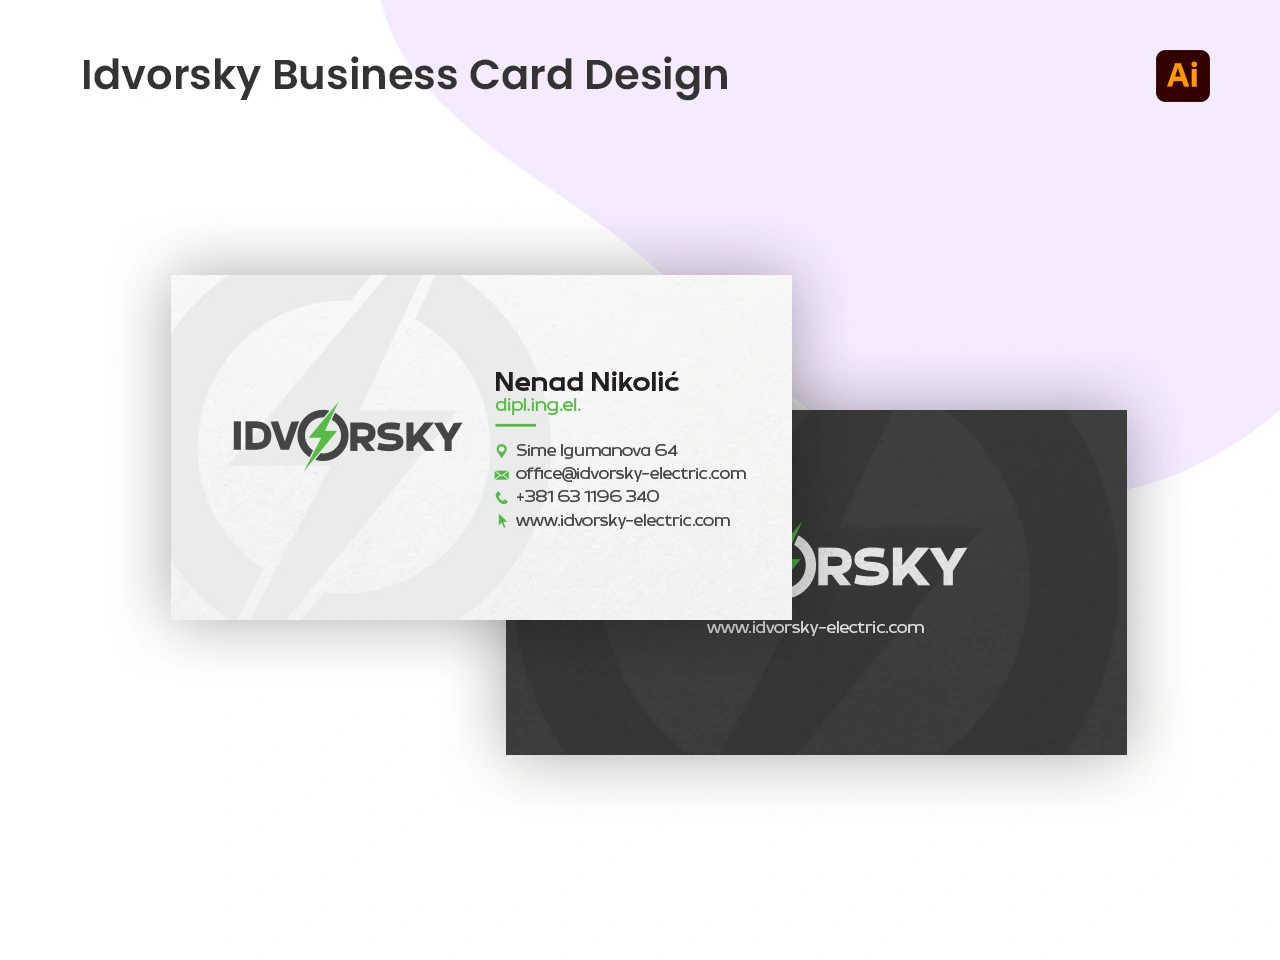 Idvorsky Business Card Design
Ai
IDVORSKY
Nenad Nikolić
dipl.ing.el.
Sime Igumanova 64
office@idvorsky-electric.com
+381 63 1196 340
www.idvorsky-electric.com
ORSKY
www.idvorsky-electric.com